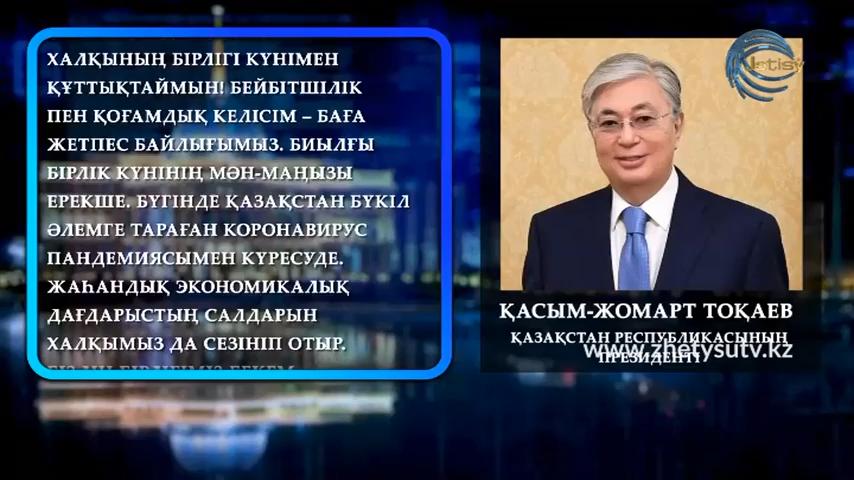 ХАЛҚЫНЫҢ БІРЛІГІ КҮНІМЕН
ҚҰТТЫҚТАЙМЫН! БЕЙБІТШІЛІК
ПЕН ҚОҒАМДЫҚ КЕЛІСІМ – БАҒА
ЖЕТПЕС БАЙЛЫҒЫМЫЗ. БИЫЛҒЫ
БІРЛІК КҮНІНІҢ МӘН-МАҢЫЗЫ
ЕРЕКШЕ. БҮГІНДЕ ҚАЗАҚСТАН БҮКІЛ
ӘЛЕМГЕ ТАРАҒАН КОРОНАВИРУС
ПАНДЕМИЯСЫМЕН КҮРЕСУДЕ.
ЖАҺАНДЫҚ ЭКОНОМИКАЛЫҚ
ДАҒДАРЫСТЫҢ САЛДАРЫН
ХАЛҚЫМЫЗ ДА СЕЗІНІП ОТЫР.
Jetisý
ҚАСЫМ-ЖОМАРТ ТОҚАЕВ
ҚАЗАҚСТАН РЕСПУБЛИКАСЫНЫҢ
ПРЕЗИДЕНТІ
www.zhetysutv.kz